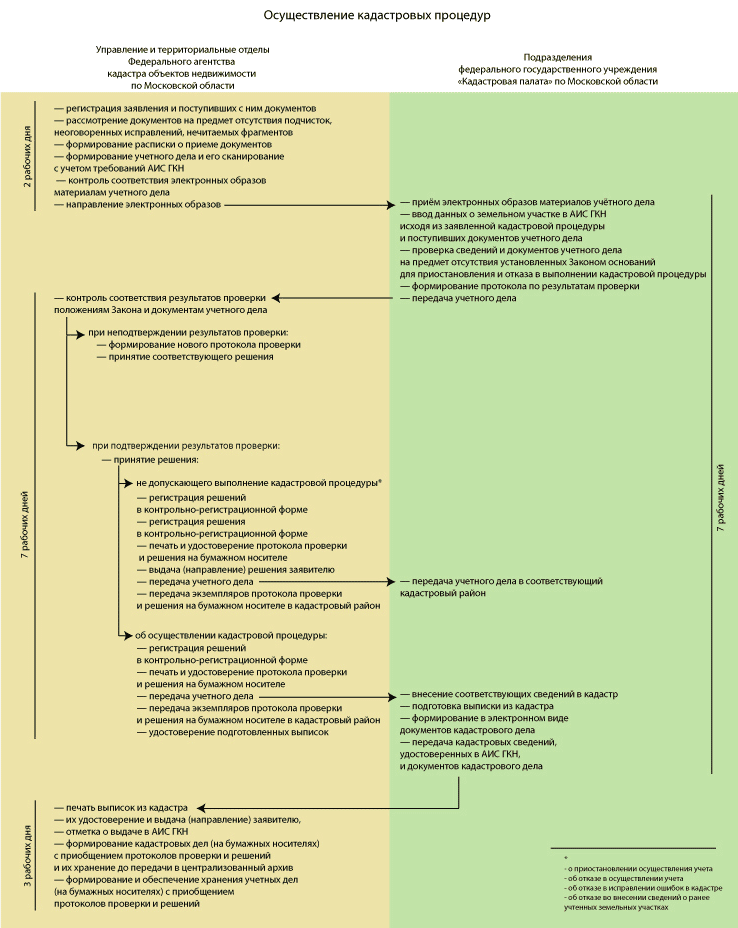 Осуществление кадастровых процедур
Управление и территориальные отделы
Федерального агентства
кадастра объектов недвижимости
по Московской области
Подразделения
федерального государственного учреждения
«Кадастровая палата» по Московской области
2 рабочих дня
— регистрация заявления и поступивших с ним документов
— рассмотрение документов на предмет отсутствия подчисток,
неоговоренных исправлений, нечитаемых фрагментов
— формирование расписки о приеме документов
— формирование учетного дела и его сканирование
с учетом требований АИС ГКН
— контроль соответствия электронных образов
материалам учетного дела
— направление электронных образов
— приём электронных образов материалов учётного дела
— ввод данных о земельном участке в АИС ГКН
исходя из заявленной кадастровой процедуры
и поступивших документов учетного дела
— проверка сведений и документов учетного дела
на предмет отсутствия установленных Законом оснований
для приостановления и отказа в выполнении кадастровой процедуры
— формирование протокола по результатам проверки
— передача учетного дела
7 рабочих дней
7 рабочих дней
— контроль соответствия результатов проверки
положениям Закона и документам учетного дела
при неподтверждении результатов проверки:
— формирование нового протокола проверки
— принятие соответствующего решения
при подтверждении результатов проверки:
— принятие решения:
не допускающего выполнение кадастровой процедуры*
— регистрация решений
в контрольно-регистрационной форме
— регистрация решения
в контрольно-регистрационной форме
— печать и удостоверение протокола проверки
и решения на бумажном носителе
— выдача (направление) решения заявителю
— передача учетного дела
— передача экземпляров протокола проверки
и решения на бумажном носителе в кадастровый район
— передача учетного дела в соответствующий
кадастровый район
об осуществлении кадастровой процедуры:
— регистрация решений
в контрольно-регистрационной форме
— печать и удостоверение протокола проверки
и решения на бумажном носителе
— передача учетного дела
— передача экземпляров протокола проверки
и решения на бумажном носителе в кадастровый район
— удостоверение подготовленных выписок
— внесение соответствующих сведений в кадастр
— подготовка выписки из кадастра
— формирование в электронном виде
документов кадастрового дела
— передача кадастровых сведений,
удостоверенных в АИС ГКН,
и документов кадастрового дела
3 рабочих дня
— печать выписок из кадастра
— их удостоверение и выдача (направление) заявителю,
— отметка о выдаче в АИС ГКН
— формирование кадастровых дел (на бумажных носителях)
с приобщением протоколов проверки и решений
и их хранение до передачи в централизованный архив
— формирование и обеспечение хранения учетных дел
(на бумажных носителях) с приобщением
протоколов проверки и решений
*
- о приостановлении осуществления учета
- об отказе в осуществлении учета
- об отказе в исправлении ошибок в кадастре
- об отказе во внесении сведений о ранее
учтенных земельных участках